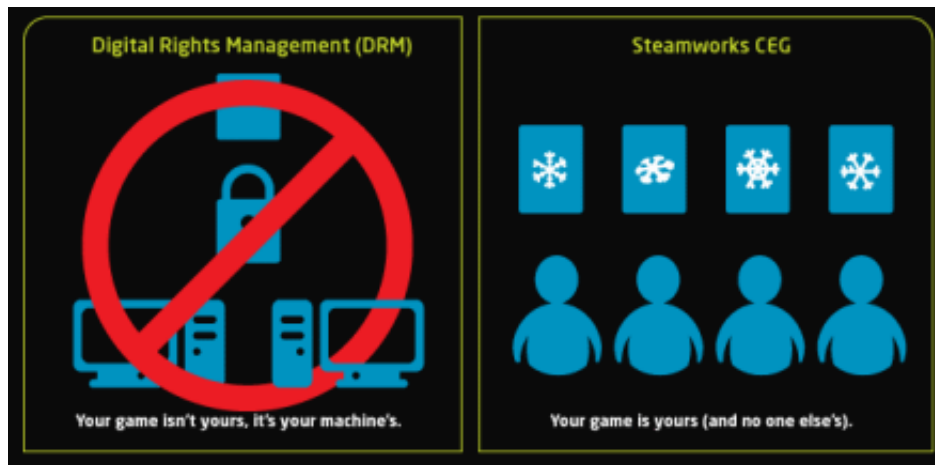 Digital Rights Management (DRM)
Your game isn't yours, it's your machine's.
Steamworks CEG
Your game is yours (and no one else's).